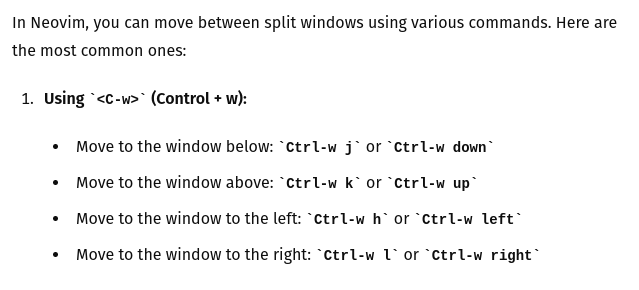 In Neovim, you can move between split windows using various commands. Here are
the most common ones:
1. Using `<C-w>` (Control + w):
• Move to the window below: `Ctrl-w j` or `Ctrl-w down`
• Move to the window above: `Ctrl-w k` or `Ctrl-w up`
• Move to the window to the left: `Ctrl-w h` or `Ctrl-w left`
• Move to the window to the right: `Ctrl-w l` or `Ctrl-w right`